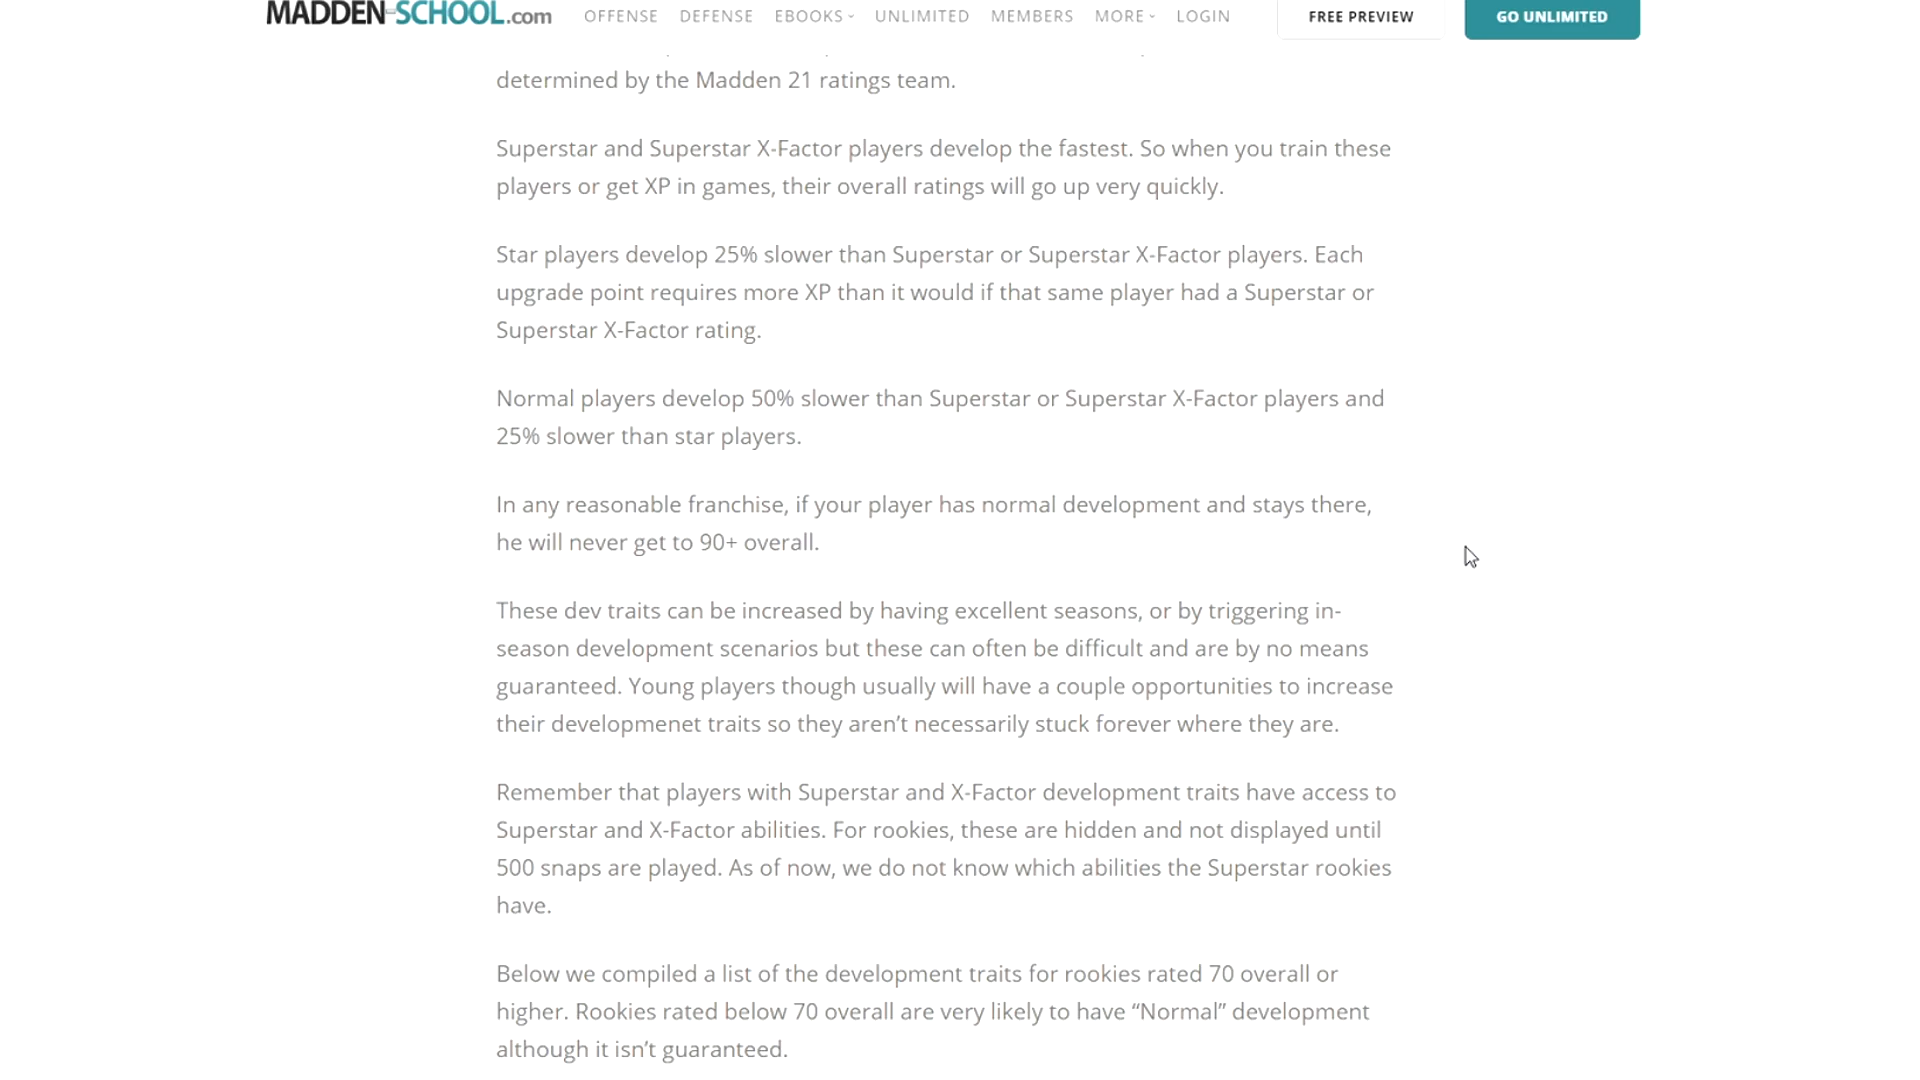 MADDEN-SCHOOL.com OFFENSE DEFENSE EBOOKS UNLIMITED MEMBERS MORE LOGIN FREE PREVIEW GO UNLIMITED
determined by the Madden 21 ratings team.
Superstar and Superstar X-Factor players develop the fastest. So when you train these
players or get XP in games, their overall ratings will go up very quickly.
Star players develop 25% slower than Superstar or Superstar X-Factor players. Each
upgrade point requires more XP than it would if that same player had a Superstar or
Superstar X-Factor rating.
Normal players develop 50% slower than Superstar or Superstar X-Factor players and
25% slower than star players.
In any reasonable franchise, if your player has normal development and stays there,
he will never get to 90+ overall.
These dev traits can be increased by having excellent seasons, or by triggering in-
season development scenarios but these can often be difficult and are by no means
guaranteed. Young players though usually will have a couple opportunities to increase
their developmenet traits so they aren’t necessarily stuck forever where they are.
Remember that players with Superstar and X-Factor development traits have access to
Superstar and X-Factor abilities. For rookies, these are hidden and not displayed until
500 snaps are played. As of now, we do not know which abilities the Superstar rookies
have.
Below we compiled a list of the development traits for rookies rated 70 overall or
higher. Rookies rated below 70 overall are very likely to have “Normal” development
although it isn’t guaranteed.